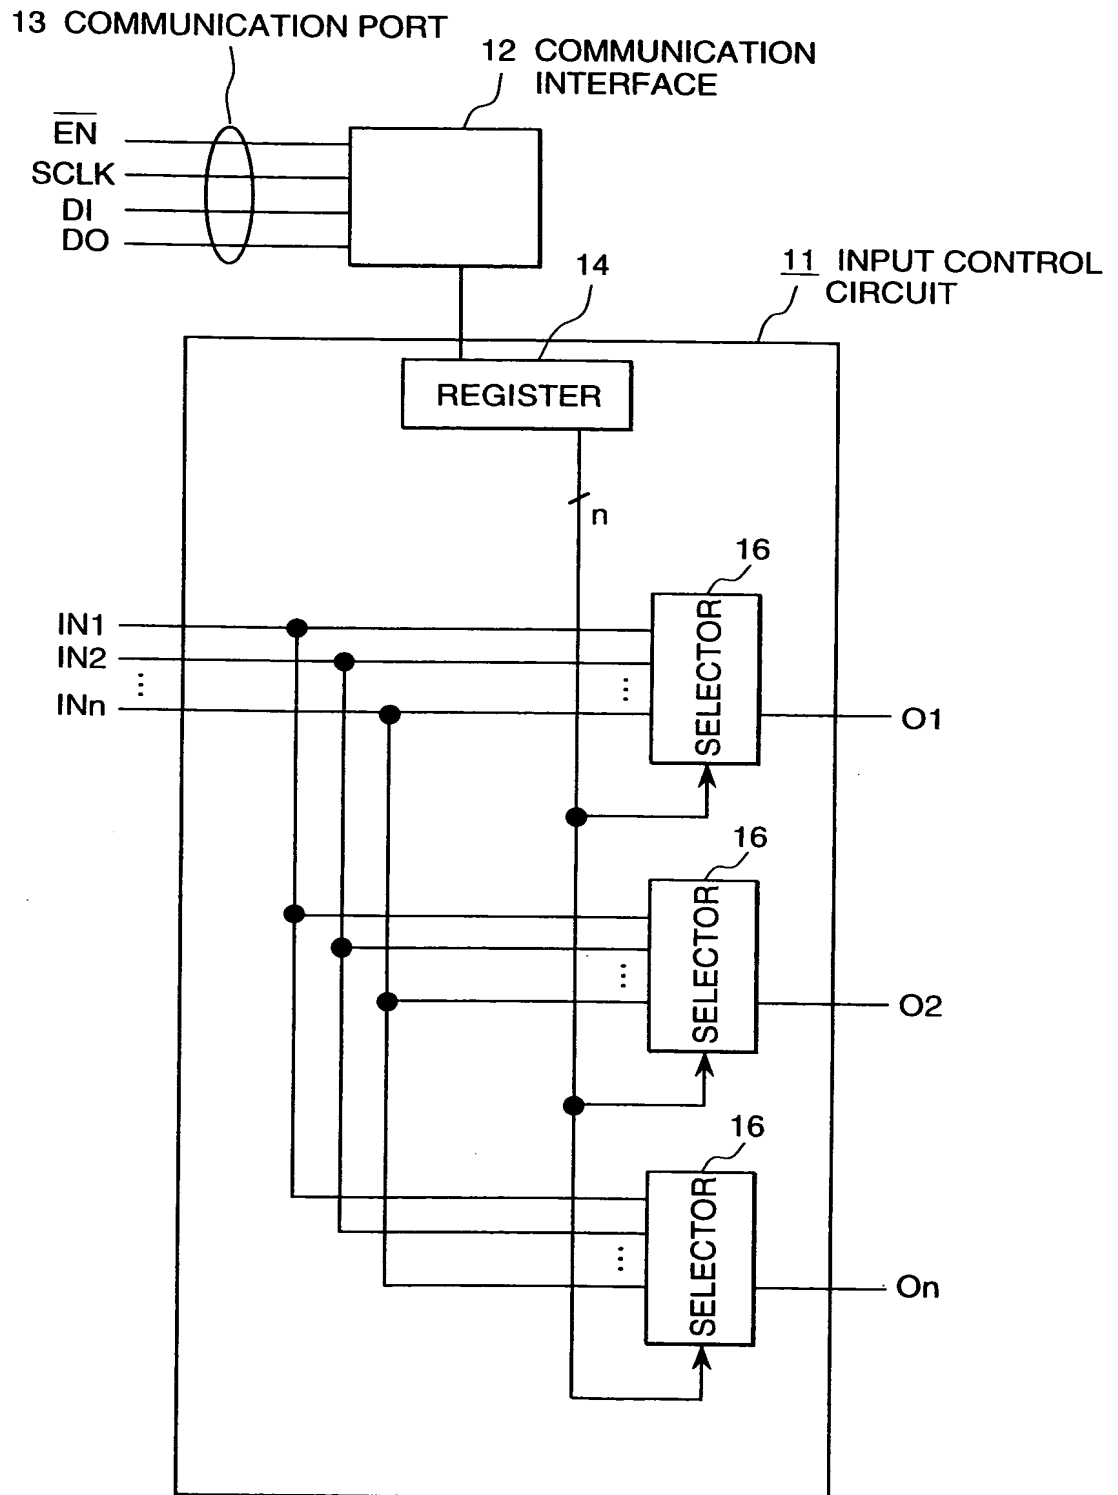 13 COMMUNICATION PORT
12 COMMUNICATION
INTERFACE
E̅N̅
SCLK
DI
DO
11 INPUT CONTROL
CIRCUIT
14
REGISTER
n
16
SELECTOR
IN1
IN2
⋮
INn
⋮
O1
16
SELECTOR
⋮
O2
16
SELECTOR
⋮
On